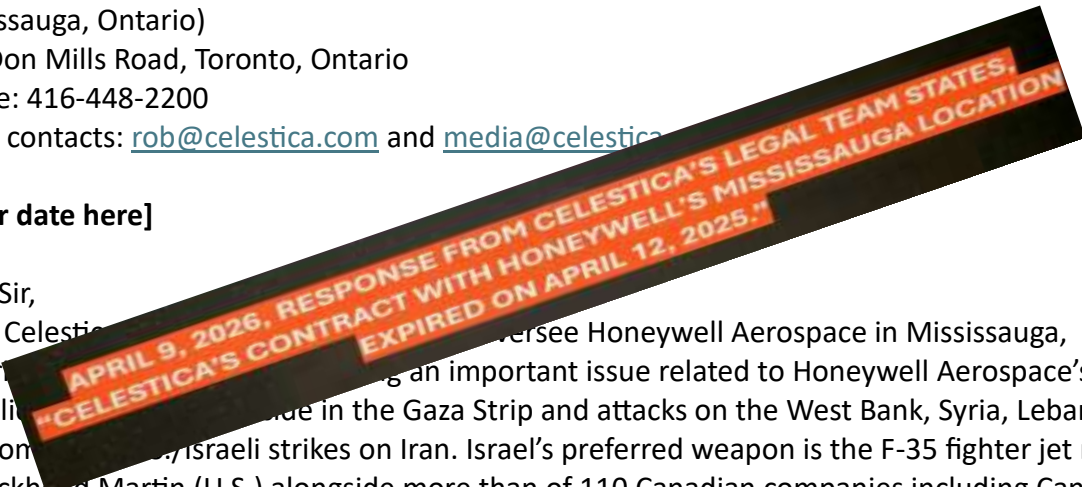 ssauga, Ontario)
Don Mills Road, Toronto, Ontario
e: 416-448-2200
contacts: rob@celestica.com and media@celestica
r date here]
Sir,
APRIL 9, 2026, RESPONSE FROM CELESTICA'S LEGAL TEAM STATES,
"CELESTICA'S CONTRACT WITH HONEYWELL'S MISSISSAUGA LOCATION
EXPIRED ON APRIL 12, 2025."
Celestic versee Honeywell Aerospace in Mississauga,
g an important issue related to Honeywell Aerospace's
de in the Gaza Strip and attacks on the West Bank, Syria, Leban
om ./Israeli strikes on Iran. Israel's preferred weapon is the F-35 fighter jet
Martin (U.S.) alongside more than of 110 Canadian companies including Can